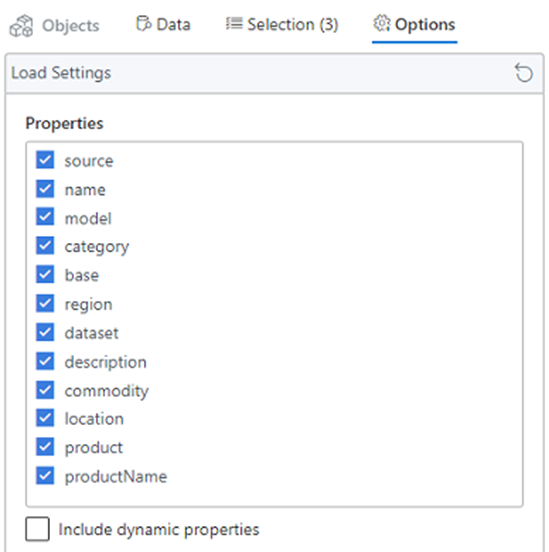 Objects Data Selection (3) Options
Load Settings
Properties
source
name
model
category
base
region
dataset
description
commodity
location
product
productName
Include dynamic properties